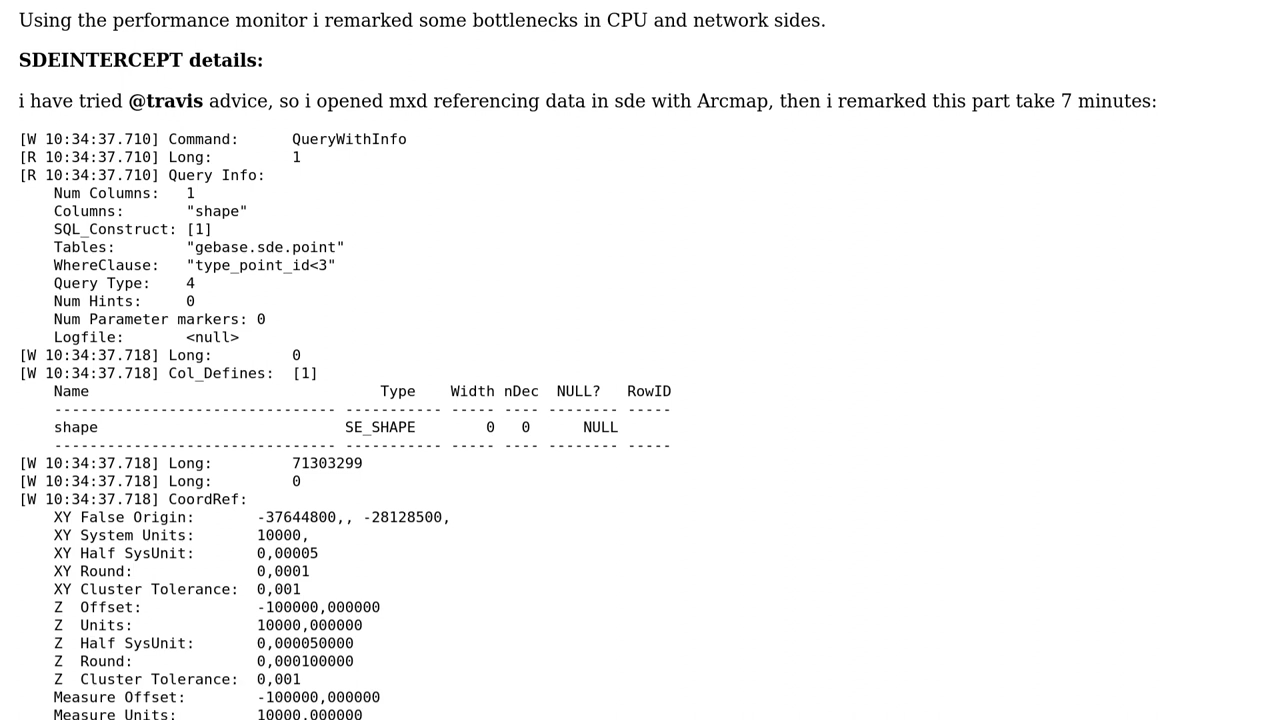 Using the performance monitor i remarked some bottlenecks in CPU and network sides.
SDEINTERCEPT details:
i have tried @travis advice, so i opened mxd referencing data in sde with Arcmap, then i remarked this part take 7 minutes:
[W 10:34:37.710] Command:      QueryWithInfo
[R 10:34:37.710] Long:         1
[R 10:34:37.710] Query Info:
    Num Columns:   1
    Columns:       "shape"
    SQL_Construct: [1]
    Tables:        "gebase.sde.point"
    WhereClause:   "type_point_id<3"
    Query Type:    4
    Num Hints:     0
    Num Parameter markers: 0
    Logfile:       <null>
[W 10:34:37.718] Long:         0
[W 10:34:37.718] Col_Defines:  [1]
    Name                                 Type    Width nDec  NULL?   RowID
    -------------------------------- ----------- ----- ---- -------- -----
    shape                            SE_SHAPE        0   0      NULL
    -------------------------------- ----------- ----- ---- -------- -----
[W 10:34:37.718] Long:         71303299
[W 10:34:37.718] Long:         0
[W 10:34:37.718] CoordRef:
    XY False Origin:       -37644800,, -28128500,
    XY System Units:       10000,
    XY Half SysUnit:       0,00005
    XY Round:              0,0001
    XY Cluster Tolerance:  0,001
    Z  Offset:             -100000,000000
    Z  Units:              10000,000000
    Z  Half SysUnit:       0,000050000
    Z  Round:              0,000100000
    Z  Cluster Tolerance:  0,001
    Measure Offset:        -100000,000000
    Measure Units:         10000,000000